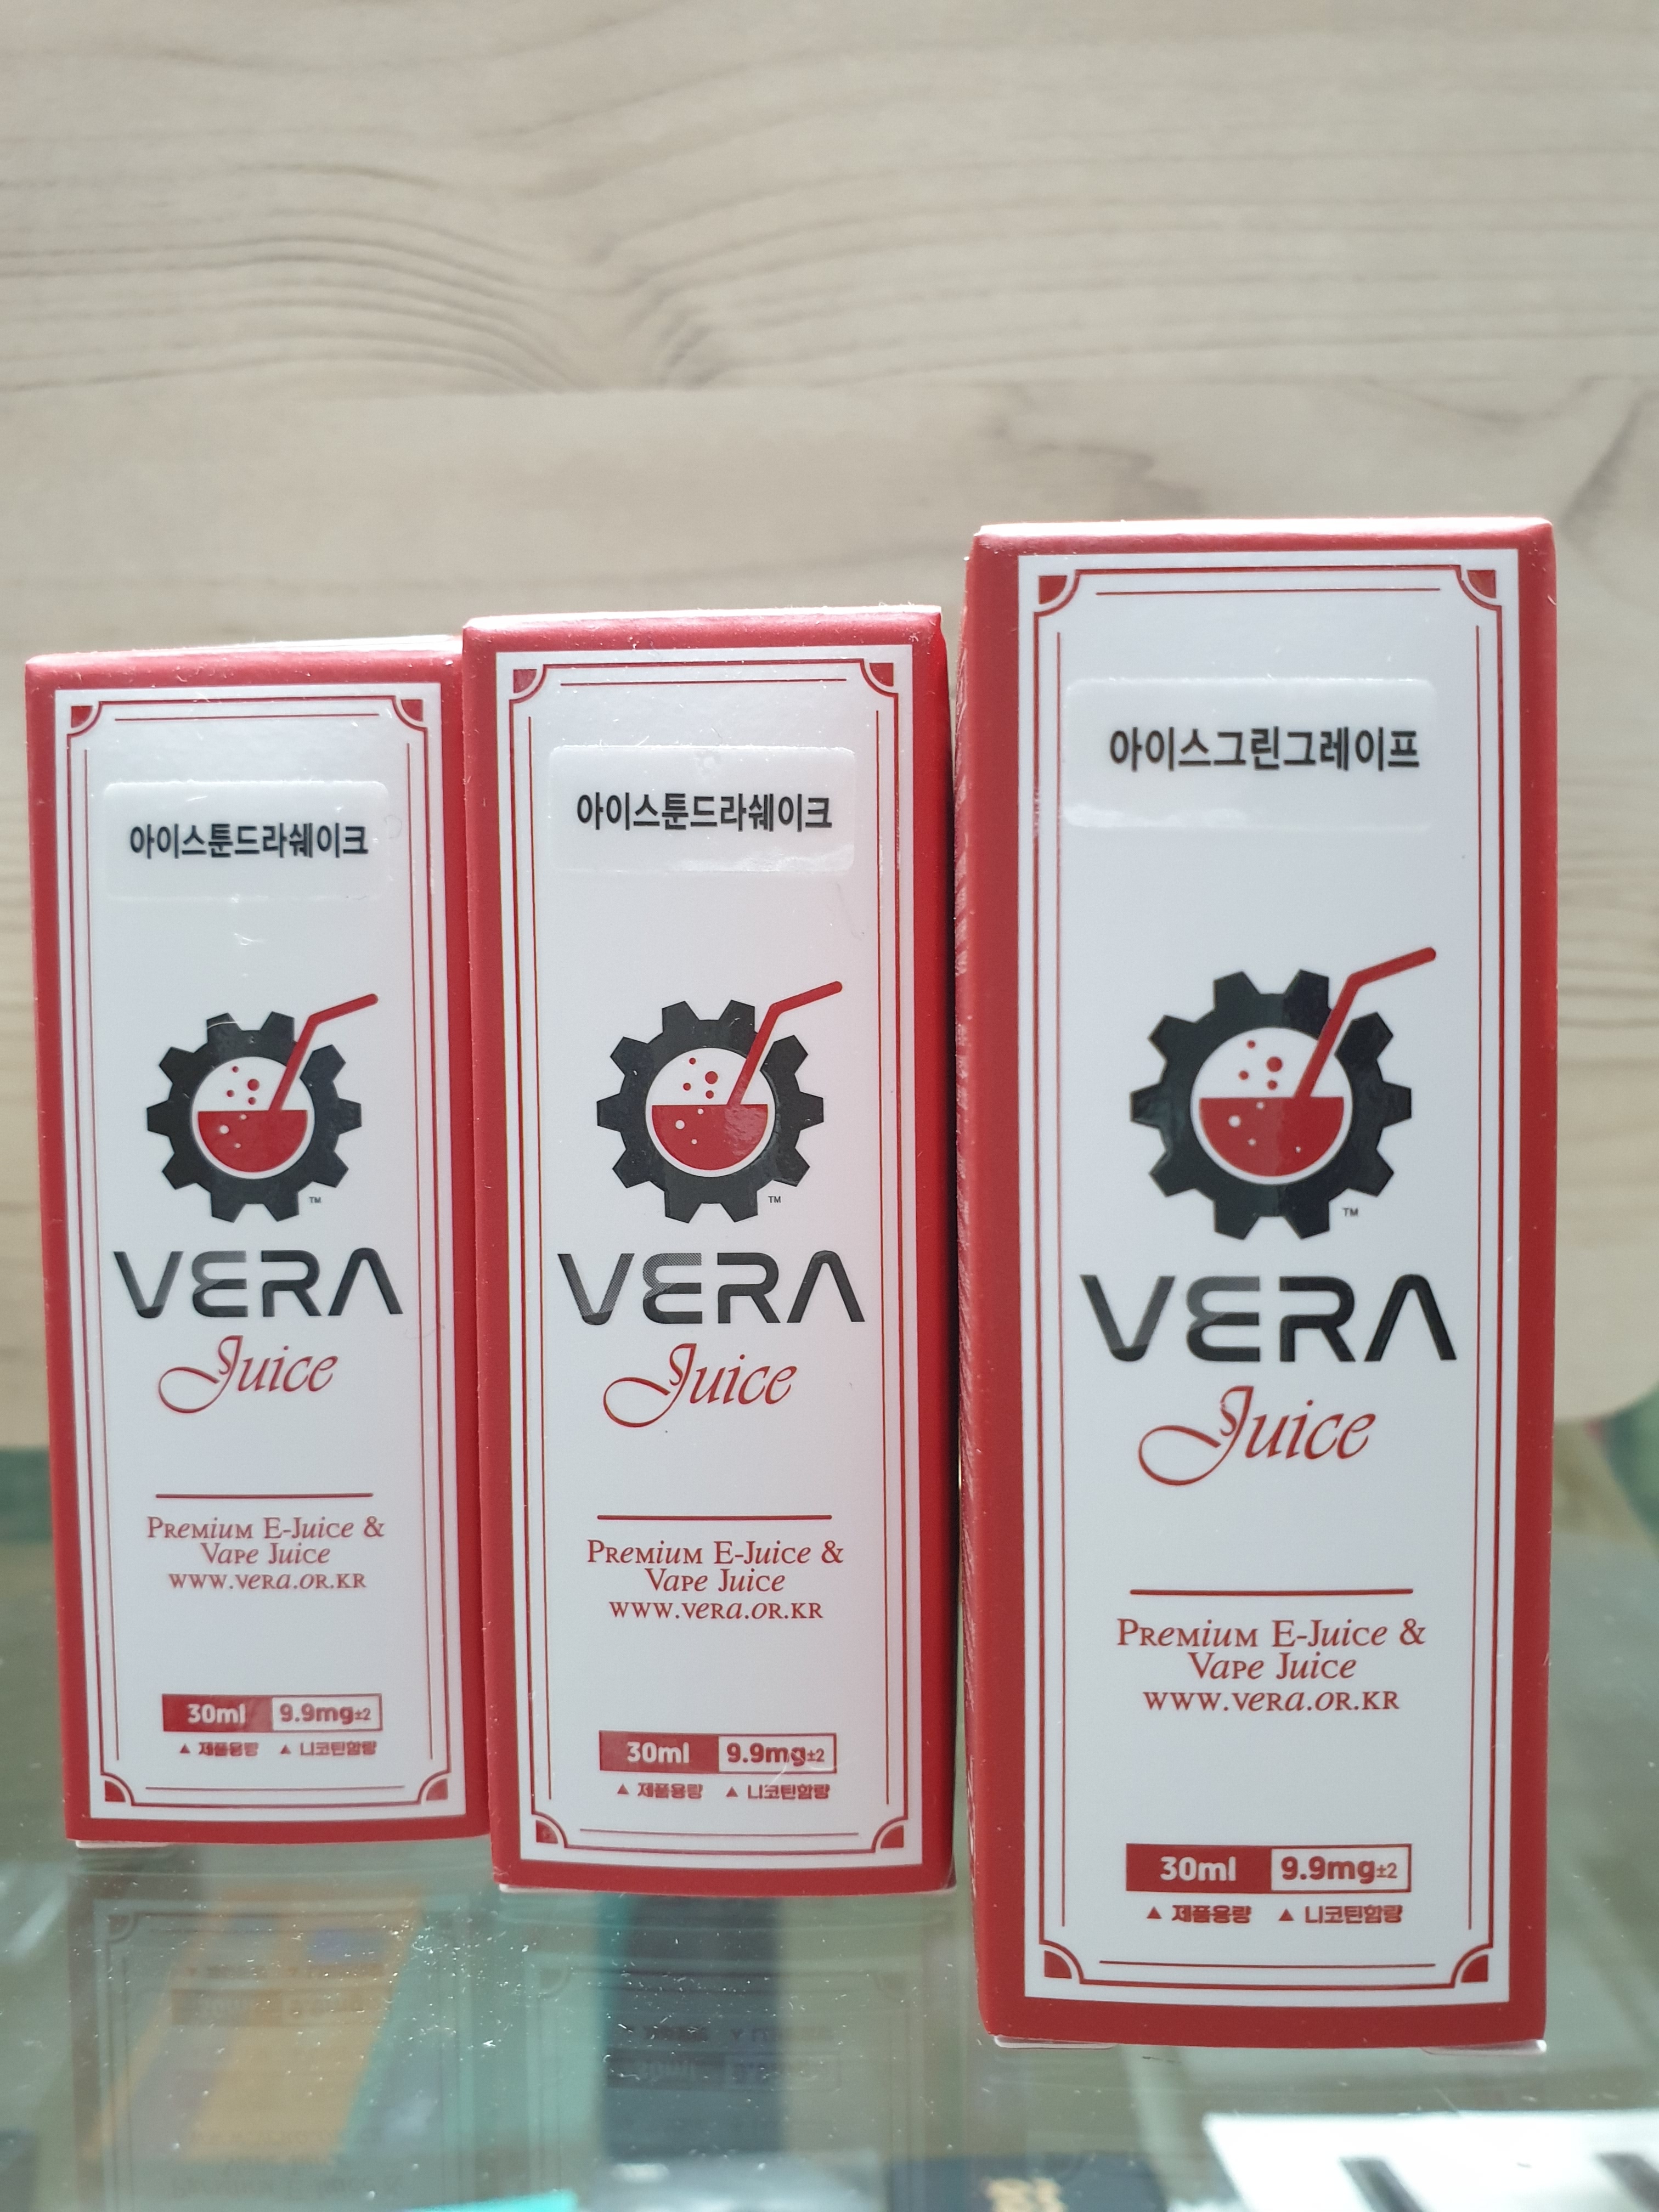 아이스툰드라쉐이크
TM
VERA
Juice
Premium E-Juice &
Vape Juice
www.vera.or.kr
30ml 9.9mg±2
▲ 제품용량 ▲ 니코틴함량
아이스툰드라쉐이크
TM
VERA
Juice
Premium E-Juice &
Vape Juice
www.vera.or.kr
30ml 9.9mg±2
▲ 제품용량 ▲ 니코틴함량
아이스그린그레이프
TM
VERA
Juice
Premium E-Juice &
Vape Juice
www.vera.or.kr
30ml 9.9mg±2
▲ 제품용량 ▲ 니코틴함량